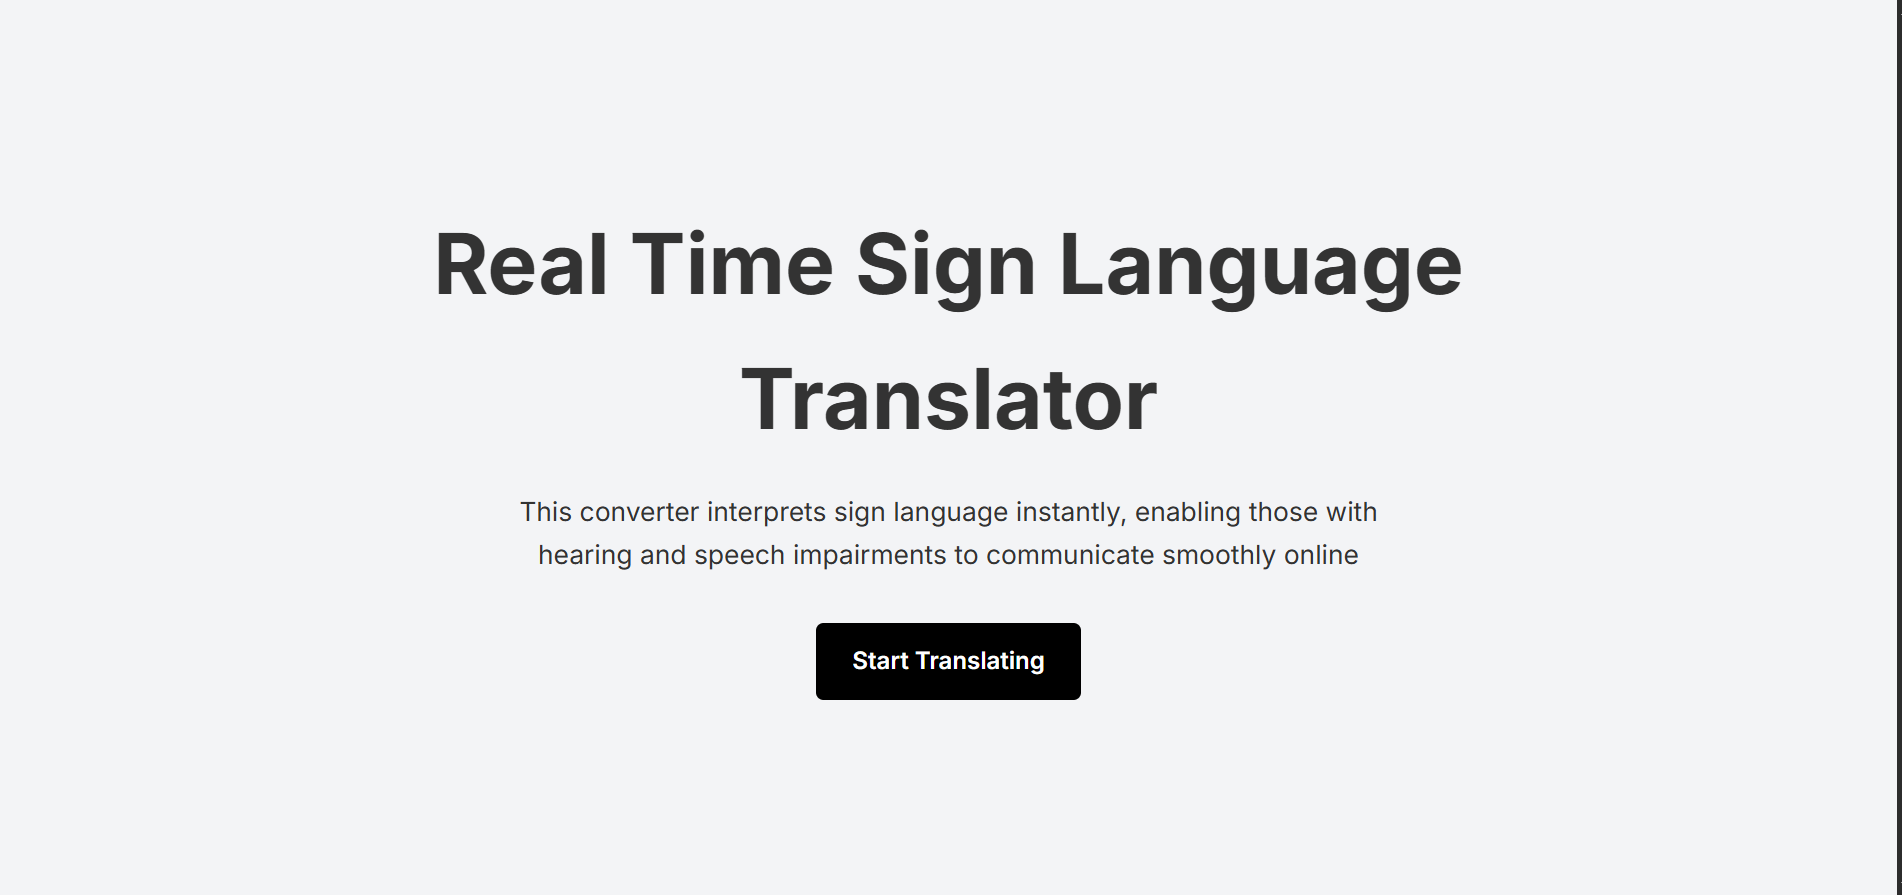 Real Time Sign Language
Translator
This converter interprets sign language instantly, enabling those with
hearing and speech impairments to communicate smoothly online
Start Translating